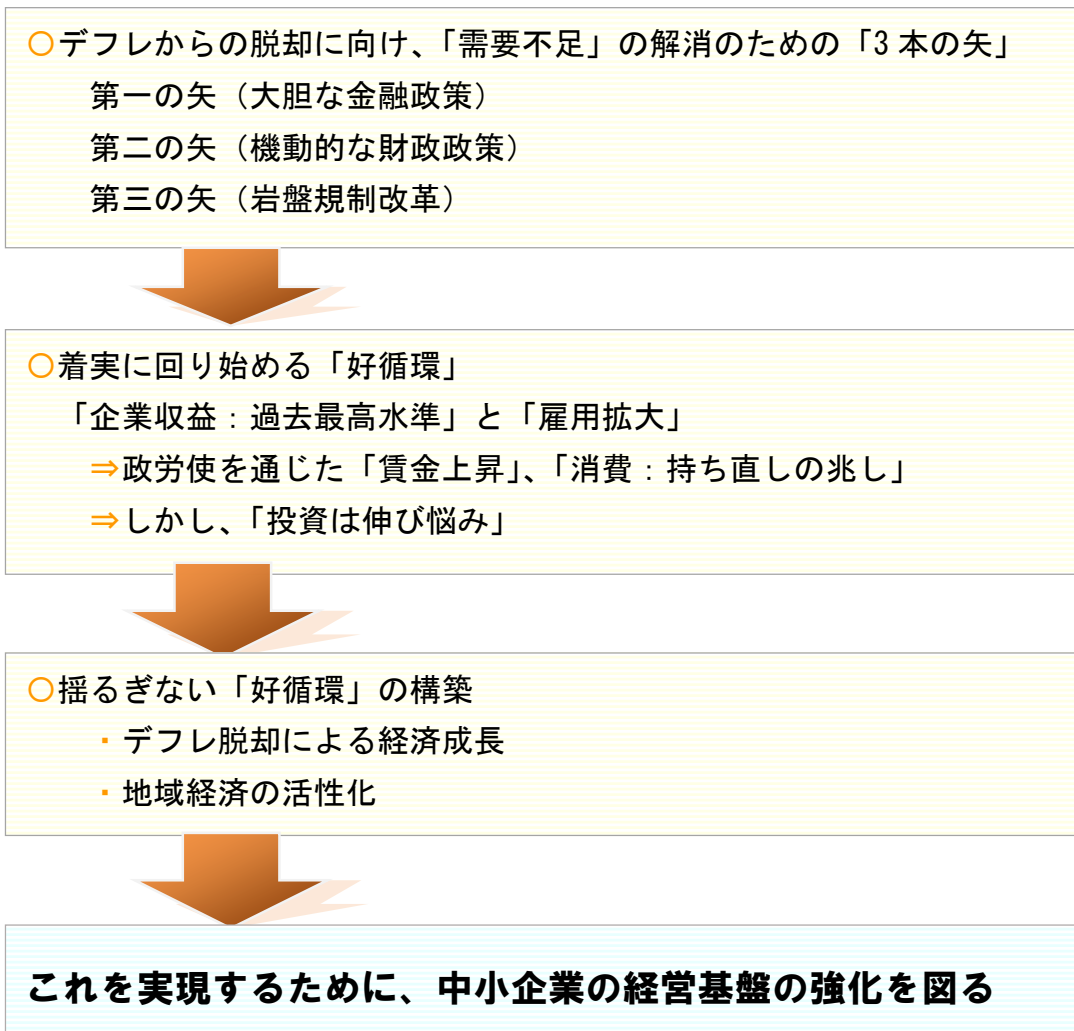 〇デフレからの脱却に向け、「需要不足」の解消のための「3本の矢」
第一の矢（大胆な金融政策）
第二の矢（機動的な財政政策）
第三の矢（岩盤規制改革）
〇着実に回り始める「好循環」
「企業収益：過去最高水準」と「雇用拡大」
⇒政労使を通じた「賃金上昇」、「消費：持ち直しの兆し」
⇒しかし、「投資は伸び悩み」
〇揺るぎない「好循環」の構築
・デフレ脱却による経済成長
・地域経済の活性化
これを実現するために、中小企業の経営基盤の強化を図る